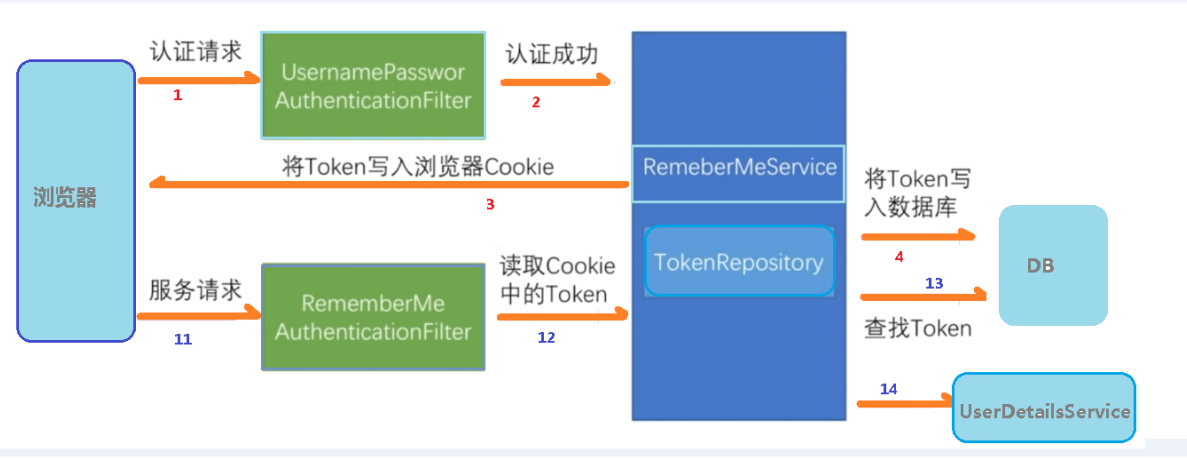 认证请求
1
UsernamePasswor
AuthenticationFilter
认证成功
2
将Token写入浏览器Cookie
3
浏览器
RemeberMeService
TokenRepository
将Token写
入数据库
4
DB
13
查找Token
服务请求
11
RememberMe
AuthenticationFilter
读取Cookie
中的Token
12
14
UserDetailsService